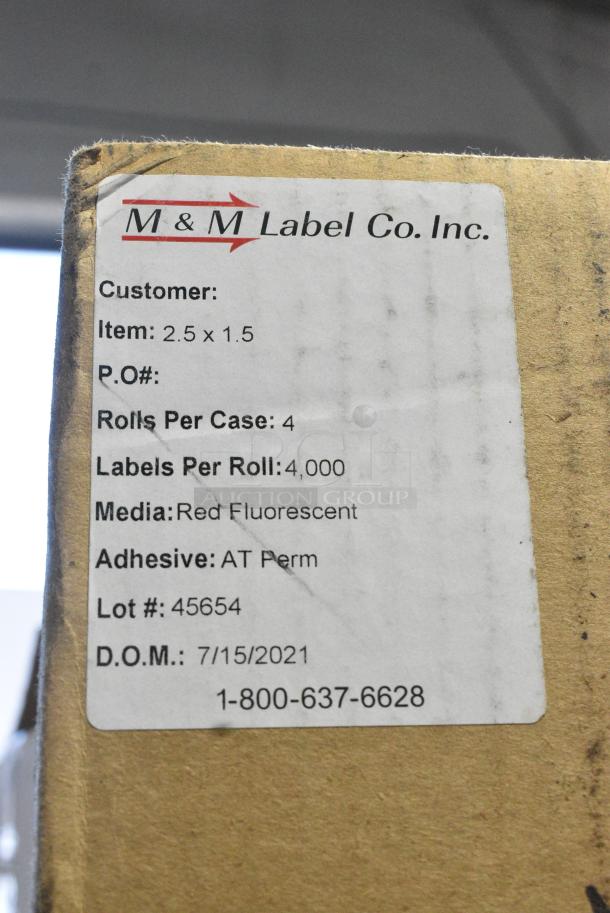 M & M Label Co. Inc.
Customer:
Item: 2.5 x 1.5
P.O#:
Rolls Per Case: 4
Labels Per Roll: 4,000
AUCTION GROUP
Media: Red Fluorescent
Adhesive: AT Perm
Lot #: 45654
D.O.M.: 7/15/2021
1-800-637-6628